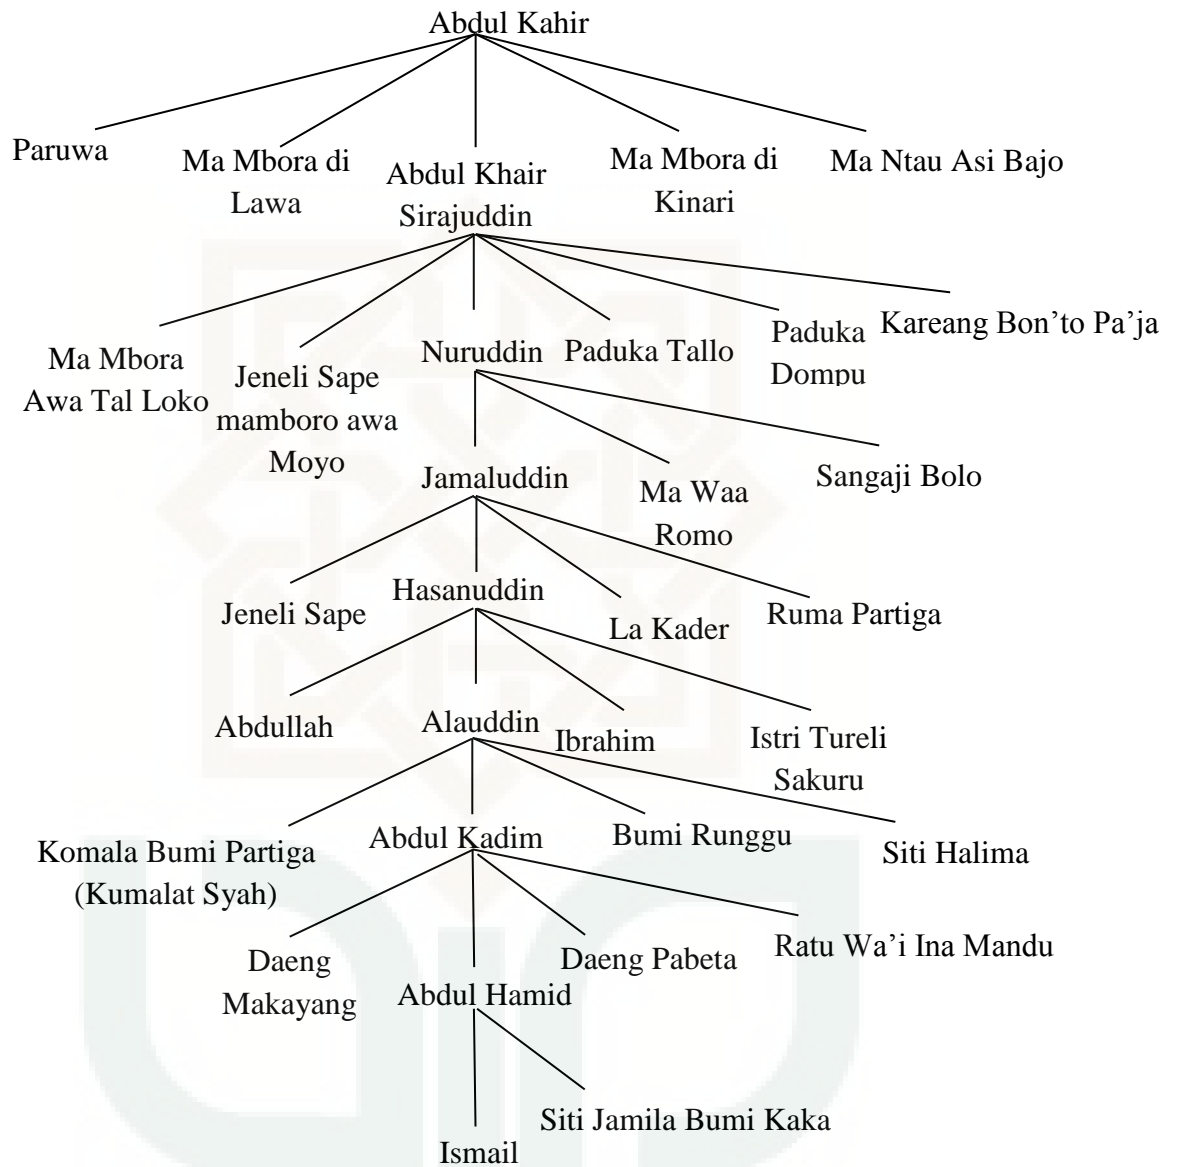 Abdul Kahir
Paruwa
Ma Mbora di
Lawa
Abdul Khair
Sirajuddin
Ma Mbora di
Kinari
Ma Ntau Asi Bajo
Ma Mbora
Awa Tal Loko
Jeneli Sape
mamboro awa
Moyo
Nuruddin
Paduka Tallo
Paduka
Dompu
Kareang Bon’to Pa’ja
Jamaluddin
Ma Waa
Romo
Sangaji Bolo
Jeneli Sape
Hasanuddin
La Kader
Ruma Partiga
Abdullah
Alauddin
Ibrahim
Istri Tureli
Sakuru
Komala Bumi Partiga
(Kumalat Syah)
Abdul Kadim
Bumi Runggu
Siti Halima
Daeng
Makayang
Abdul Hamid
Daeng Pabeta
Ratu Wa’i Ina Mandu
Ismail
Siti Jamila Bumi Kaka